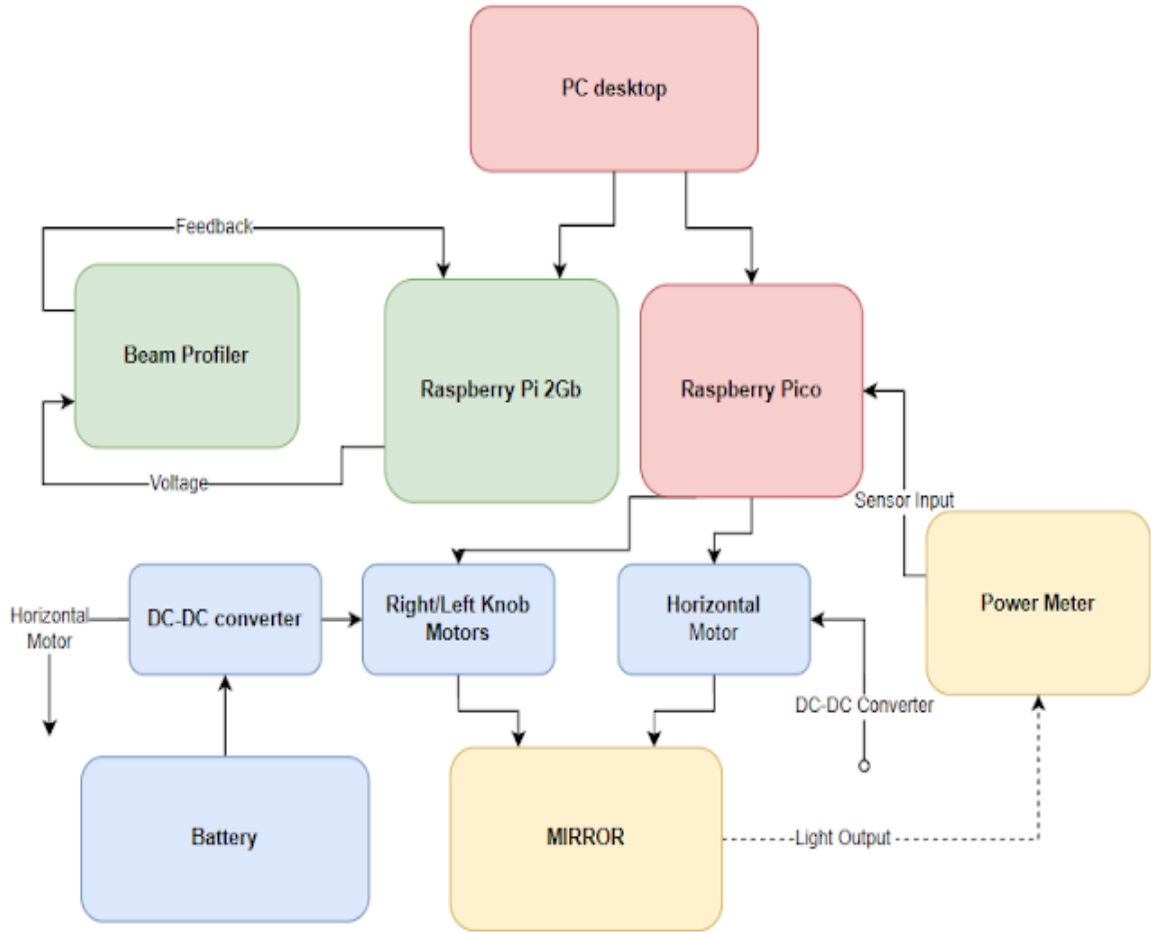 PC desktop
Feedback
Beam Profiler
Raspberry Pi 2Gb
Raspberry Pico
Voltage
Sensor Input
Horizontal
Motor
DC-DC converter
Right/Left Knob
Motors
Horizontal
Motor
Power Meter
DC-DC Converter
Battery
MIRROR
Light Output